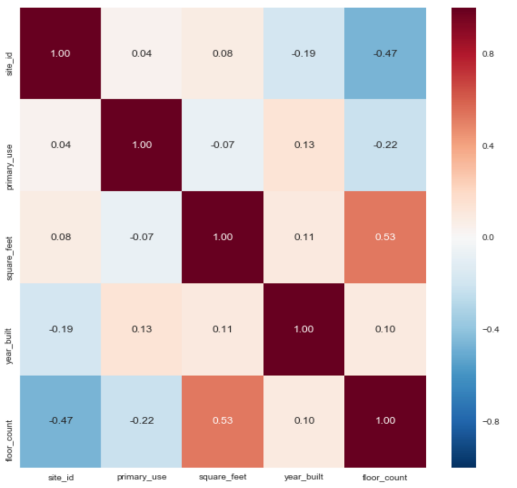 site_id 1.00 0.04 0.08 -0.19 -0.47
primary_use 0.04 1.00 -0.07 0.13 -0.22
square_feet 0.08 -0.07 1.00 0.11 0.53
year_built -0.19 0.13 0.11 1.00 0.10
floor_count -0.47 -0.22 0.53 0.10 1.00
site_id primary_use square_feet year_built floor_count
0.8
0.4
0.0
-0.4
-0.8